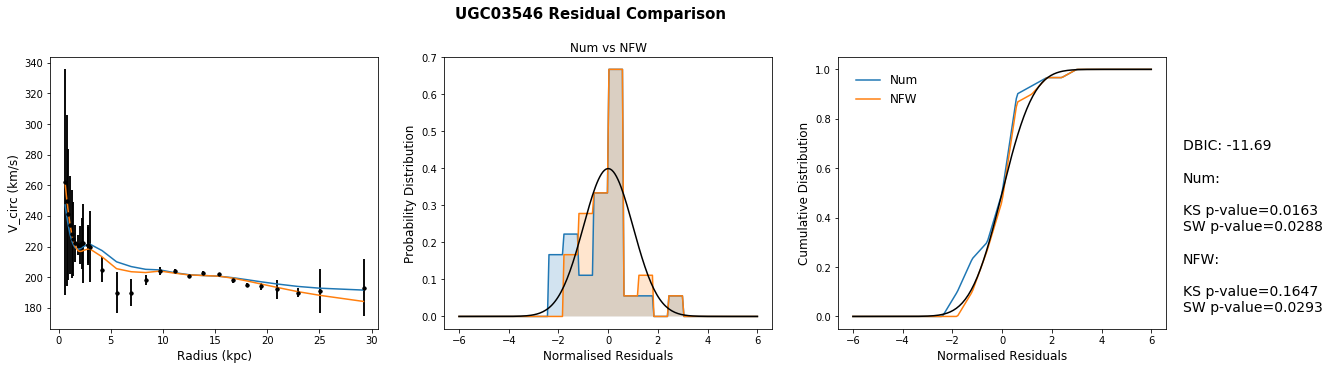 UGC03546 Residual Comparison
340
320
300
280
260
240
220
200
180
V_circ (km/s)
0
5
10
15
20
25
30
Radius (kpc)
Num vs NFW
0.7
0.6
0.5
0.4
0.3
0.2
0.1
0.0
Probability Distribution
−6
−4
−2
0
2
4
6
Normalised Residuals
1.0
0.8
0.6
0.4
0.2
0.0
Cumulative Distribution
Num
NFW
−6
−4
−2
0
2
4
6
Normalised Residuals
DBIC: -11.69
Num:
KS p-value=0.0163
SW p-value=0.0288
NFW:
KS p-value=0.1647
SW p-value=0.0293